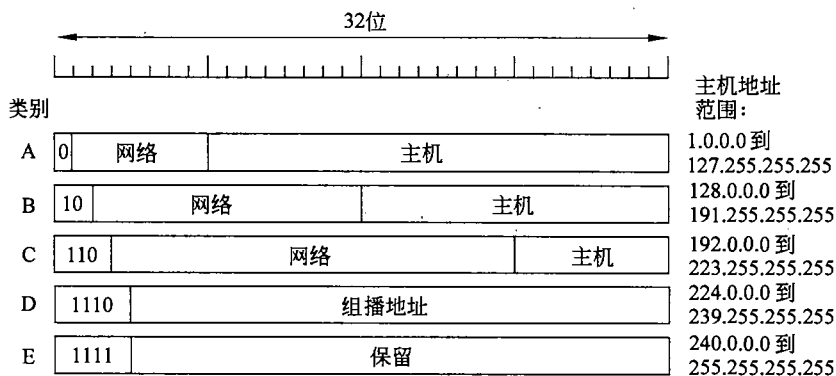 32位
类别
主机地址
范围：
A 0 网络 主机 1.0.0.0 到
127.255.255.255
B 10 网络 主机 128.0.0.0 到
191.255.255.255
C 110 网络 主机 192.0.0.0 到
223.255.255.255
D 1110 组播地址 224.0.0.0 到
239.255.255.255
E 1111 保留 240.0.0.0 到
255.255.255.255